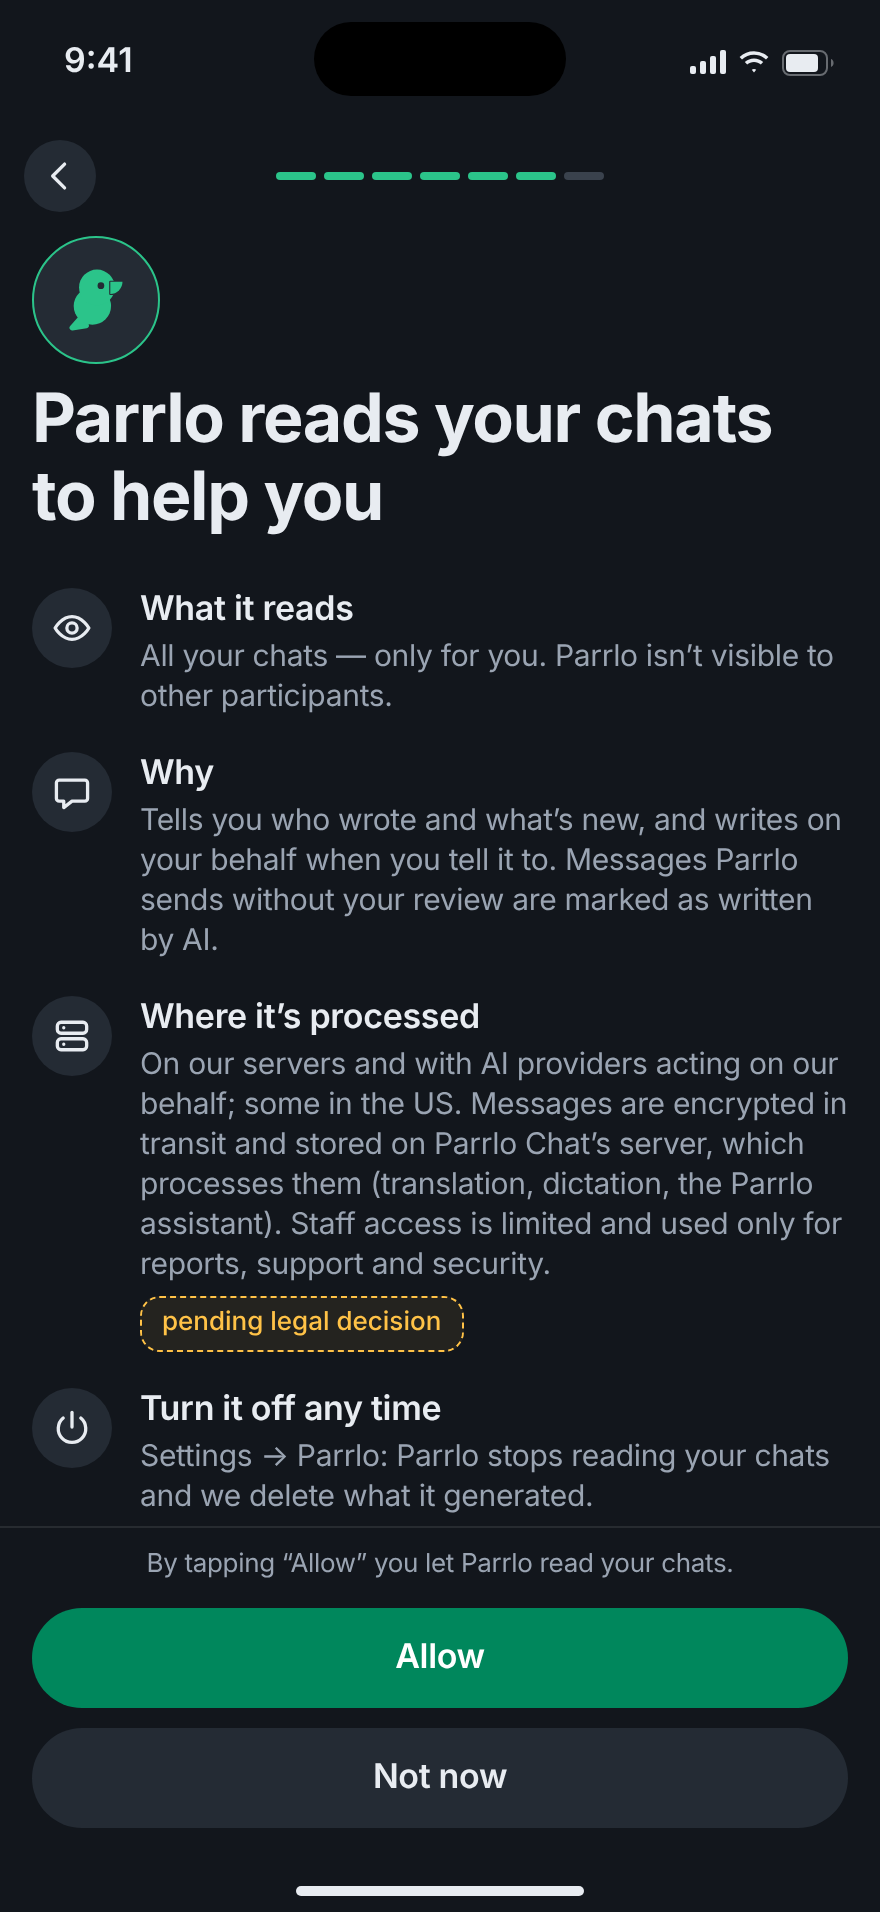 9:41
Parrlo reads your chats
to help you
What it reads
All your chats — only for you. Parrlo isn’t visible to
other participants.
Why
Tells you who wrote and what’s new, and writes on
your behalf when you tell it to. Messages Parrlo
sends without your review are marked as written
by AI.
Where it’s processed
On our servers and with AI providers acting on our
behalf; some in the US. Messages are encrypted in
transit and stored on Parrlo Chat’s server, which
processes them (translation, dictation, the Parrlo
assistant). Staff access is limited and used only for
reports, support and security.
pending legal decision
Turn it off any time
Settings → Parrlo: Parrlo stops reading your chats
and we delete what it generated.
By tapping “Allow” you let Parrlo read your chats.
Allow
Not now